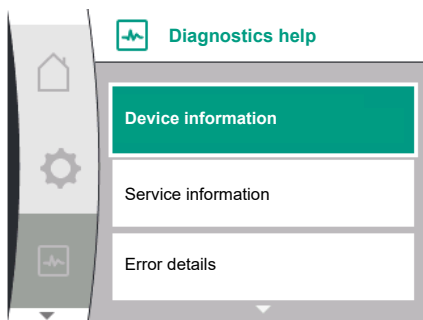 Diagnostics help
Device information
Service information
Error details